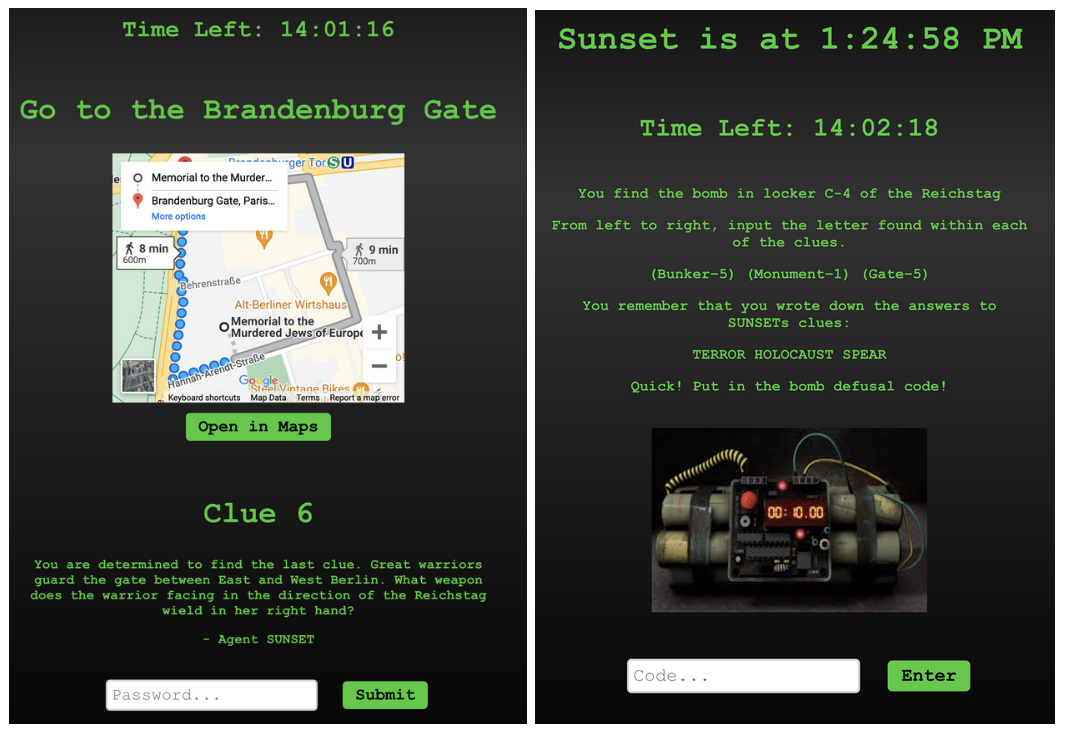 Time Left: 14:01:16
Go to the Brandenburg Gate
Brandenburger Tor S U
Memorial to the Murder...
Brandenburg Gate, Paris...
More options
8 min
600m
9 min
700m
Behrenstraße
Alt-Berliner Wirtshaus
Memorial to the
Murdered Jews of Europe
+
−
Hannah-Arendt-Straße
Google
Steel Vintage Bikes
Keyboard shortcuts Map Data Terms Report a map error
Open in Maps
Clue 6
You are determined to find the last clue. Great warriors
guard the gate between East and West Berlin. What weapon
does the warrior facing in the direction of the Reichstag
wield in her right hand?
- Agent SUNSET
Password...
Submit
Sunset is at 1:24:58 PM
Time Left: 14:02:18
You find the bomb in locker C-4 of the Reichstag
From left to right, input the letter found within each
of the clues.
(Bunker-5) (Monument-1) (Gate-5)
You remember that you wrote down the answers to
SUNSETs clues:
TERROR HOLOCAUST SPEAR
Quick! Put in the bomb defusal code!
00:10.00
Code...
Enter